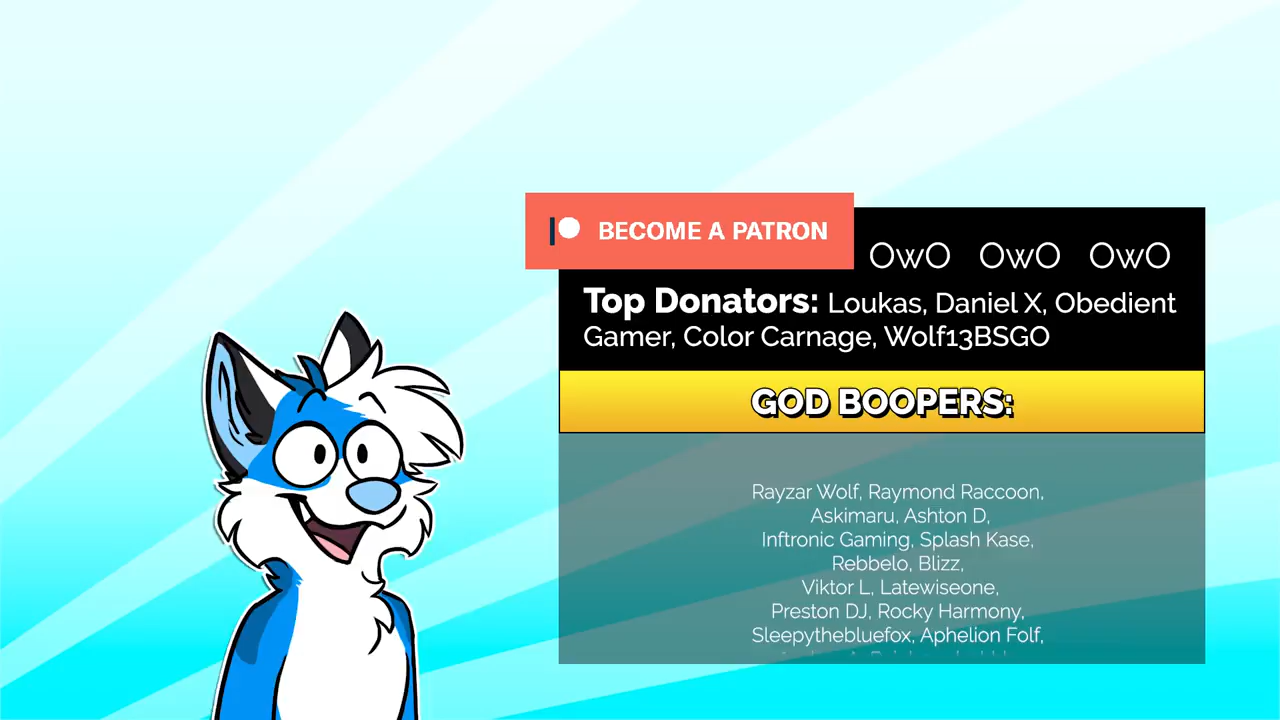 BECOME A PATRON
OwO OwO OwO
Top Donators: Loukas, Daniel X, Obedient
Gamer, Color Carnage, Wolf13BSGO
GOD BOOPERS:
Rayzar Wolf, Raymond Raccoon,
Askimaru, Ashton D,
Inftronic Gaming, Splash Kase,
Rebbelo, Blizz,
Viktor L, Latewiseone,
Preston DJ, Rocky Harmony,
Sleepythebluefox, Aphelion Folf,